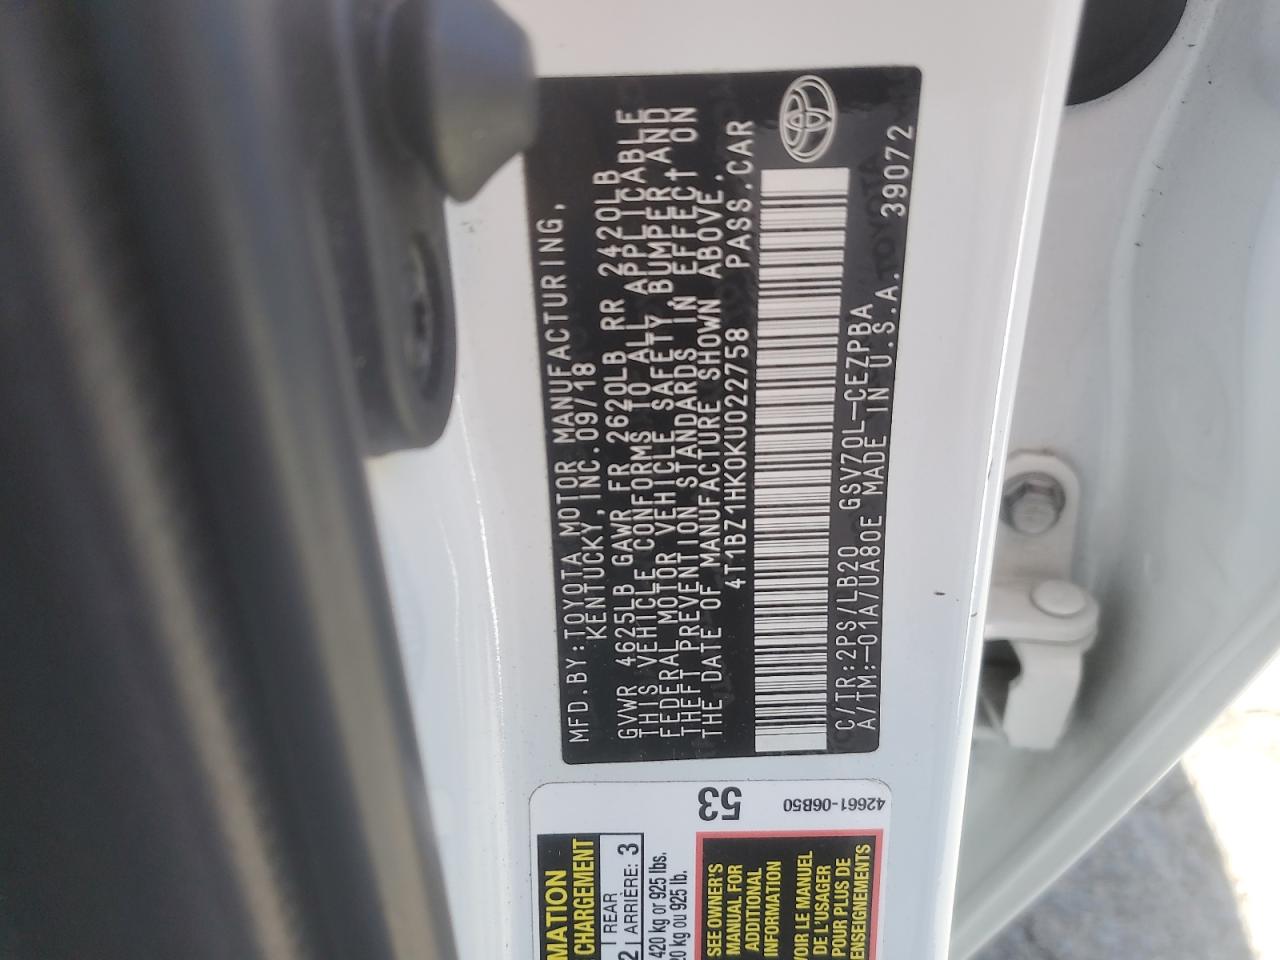 MFD.BY:TOYOTA MOTOR MANUFACTURING,
KENTUCKY,INC.09/18
GVWR 4625LB GAWR FR 2620LB RR 2420LB
THIS VEHICLE CONFORMS TO ALL APPLICABLE
FEDERAL MOTOR VEHICLE SAFETY,BUMPER,AND
THEFT PREVENTION STANDARDS IN EFFECT ON
THE DATE OF MANUFACTURE SHOWN ABOVE.
4T1BZ1HK0KU022758 PASS.CAR
C/TR:2PS/LB20 GSV70L-CEZPBA
A/TM:-01A/UA80E MADE IN U.S.A. 39072
53
42661-06B50
MATION
CHARGEMENT
REAR
2 ARRIÈRE: 3
420 kg or 925 lbs.
20 kg ou 925 lb.
SEE OWNER'S
MANUAL FOR
ADDITIONAL
INFORMATION
VOIR LE MANUEL
DE L'USAGER
POUR PLUS DE
ENSEIGNEMENTS